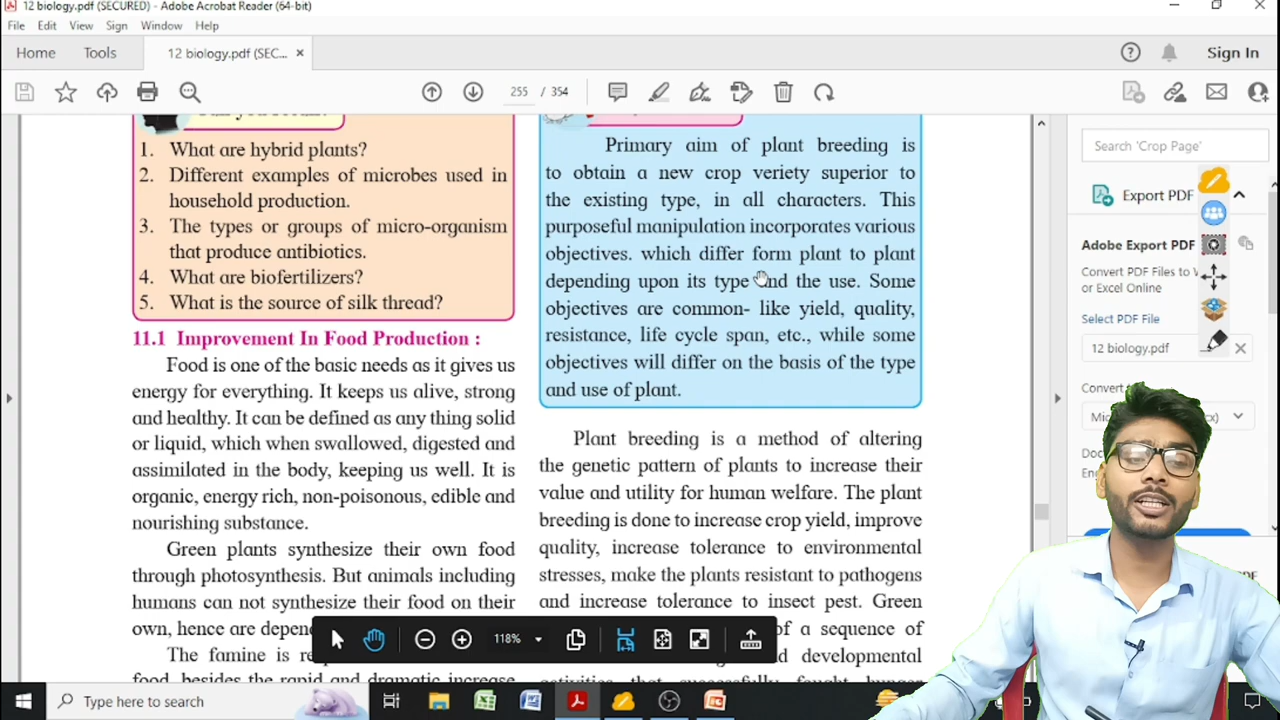 12 biology.pdf (SECURED) - Adobe Acrobat Reader (64-bit)
File Edit View Sign Window Help
Home Tools 12 biology.pdf (SEC... × Sign In
255 / 354
1. What are hybrid plants?
2. Different examples of microbes used in
household production.
3. The types or groups of micro-organism
that produce antibiotics.
4. What are biofertilizers?
5. What is the source of silk thread?
11.1 Improvement In Food Production :
Food is one of the basic needs as it gives us
energy for everything. It keeps us alive, strong
and healthy. It can be defined as any thing solid
or liquid, which when swallowed, digested and
assimilated in the body, keeping us well. It is
organic, energy rich, non-poisonous, edible and
nourishing substance.
Green plants synthesize their own food
through photosynthesis. But animals including
humans can not synthesize their food on their
own, hence are depen
The famine is re
food, besides the rapid and dramatic increase
Primary aim of plant breeding is
to obtain a new crop veriety superior to
the existing type, in all characters. This
purposeful manipulation incorporates various
objectives. which differ form plant to plant
depending upon its type and the use. Some
objectives are common- like yield, quality,
resistance, life cycle span, etc., while some
objectives will differ on the basis of the type
and use of plant.
Plant breeding is a method of altering
the genetic pattern of plants to increase their
value and utility for human welfare. The plant
breeding is done to increase crop yield, improve
quality, increase tolerance to environmental
stresses, make the plants resistant to pathogens
and increase tolerance to insect pest. Green
of a sequence of
d developmental
activities that successfully fought hunger
Search 'Crop Page'
Export PDF
Adobe Export PDF
Convert PDF Files to W
or Excel Online
Select PDF File
12 biology.pdf
Convert
118%
Type here to search